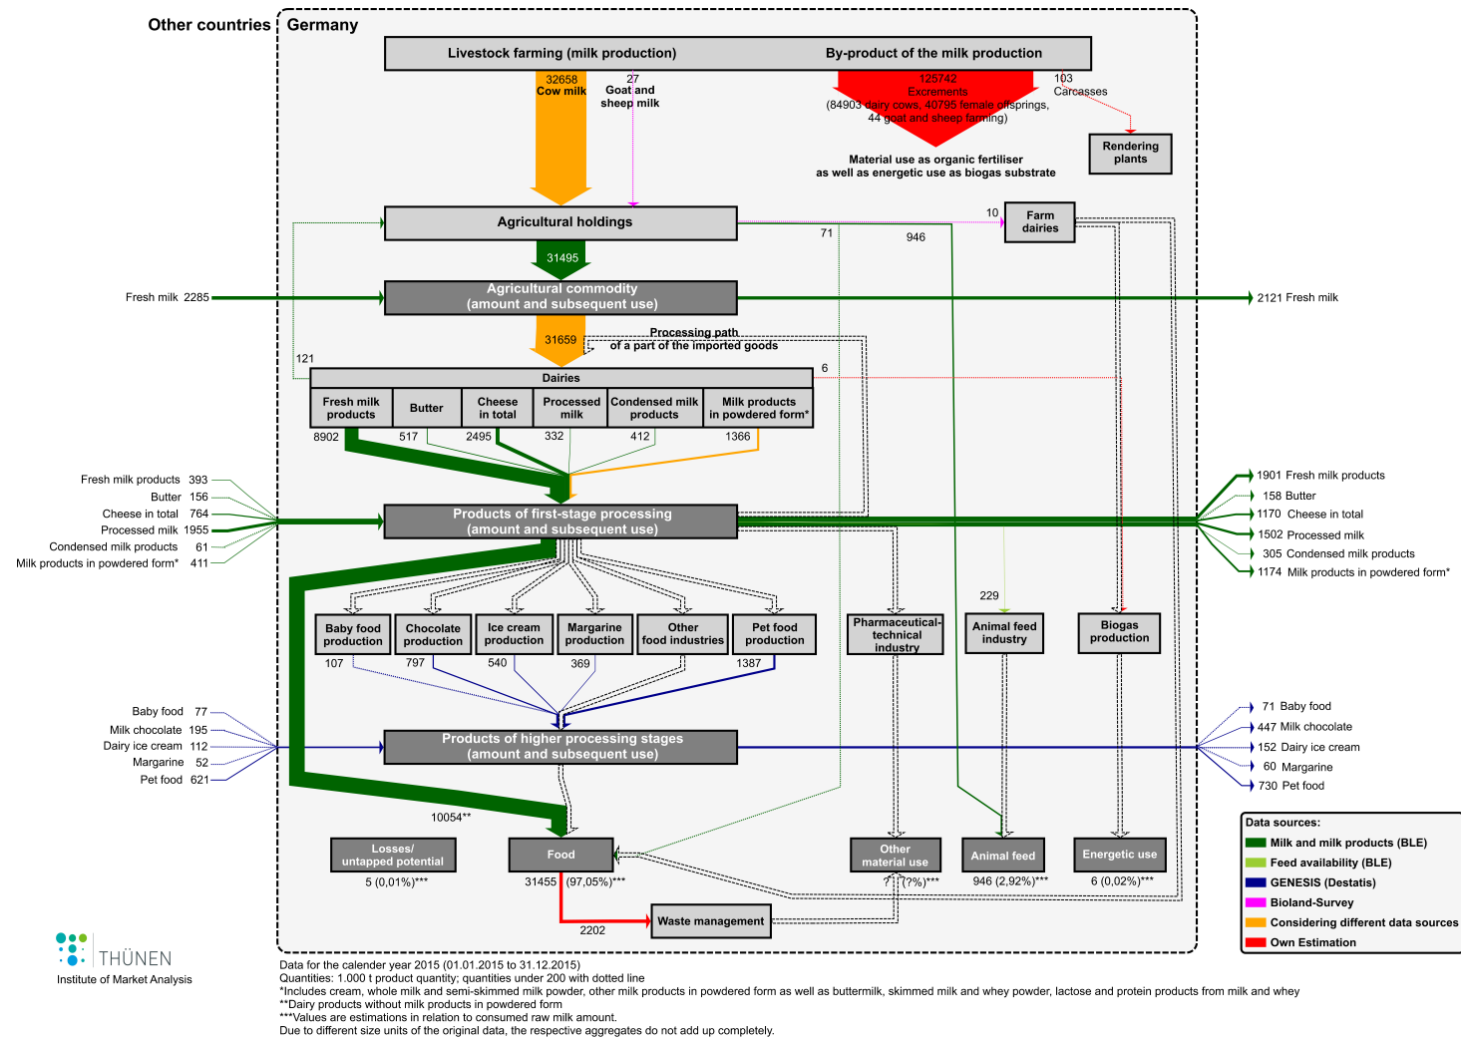 Other countries
Germany
Livestock farming (milk production)
By-product of the milk production
32658
Cow milk
27
Goat and
sheep milk
125742
Excrements
(84903 dairy cows, 40795 female offsprings,
44 goat and sheep farming)
103
Carcasses
Rendering
plants
Material use as organic fertiliser
as well as energetic use as biogas substrate
Agricultural holdings
71
946
10
Farm
dairies
31495
Fresh milk 2285
Agricultural commodity
(amount and subsequent use)
2121 Fresh milk
31659
Processing path
of a part of the imported goods
121
6
Dairies
Fresh milk
products
Butter
Cheese
in total
Processed
milk
Condensed milk
products
Milk products
in powdered form*
8902
517
2495
332
412
1366
Fresh milk products 393
Butter 156
Cheese in total 764
Processed milk 1955
Condensed milk products 61
Milk products in powdered form* 411
Products of first-stage processing
(amount and subsequent use)
1901 Fresh milk products
158 Butter
1170 Cheese in total
1502 Processed milk
305 Condensed milk products
1174 Milk products in powdered form*
229
Baby food
production
Chocolate
production
Ice cream
production
Margarine
production
Other
food industries
Pet food
production
Pharmaceutical-
technical
industry
Animal feed
industry
Biogas
production
107
797
540
369
1387
Baby food 77
Milk chocolate 195
Dairy ice cream 112
Margarine 52
Pet food 621
Products of higher processing stages
(amount and subsequent use)
71 Baby food
447 Milk chocolate
152 Dairy ice cream
60 Margarine
730 Pet food
10054**
Losses/
untapped potential
5 (0,01%)***
Food
31455 (97,05%)***
Other
material use
? (?%)***
Animal feed
946 (2,92%)***
Energetic use
6 (0,02%)***
2202
Waste management
Data sources:
Milk and milk products (BLE)
Feed availability (BLE)
GENESIS (Destatis)
Bioland-Survey
Considering different data sources
Own Estimation
THÜNEN
Institute of Market Analysis
Data for the calender year 2015 (01.01.2015 to 31.12.2015)
Quantities: 1.000 t product quantity; quantities under 200 with dotted line
*Includes cream, whole milk and semi-skimmed milk powder, other milk products in powdered form as well as buttermilk, skimmed milk and whey powder, lactose and protein products from milk and whey
**Dairy products without milk products in powdered form
***Values are estimations in relation to consumed raw milk amount.
Due to different size units of the original data, the respective aggregates do not add up completely.